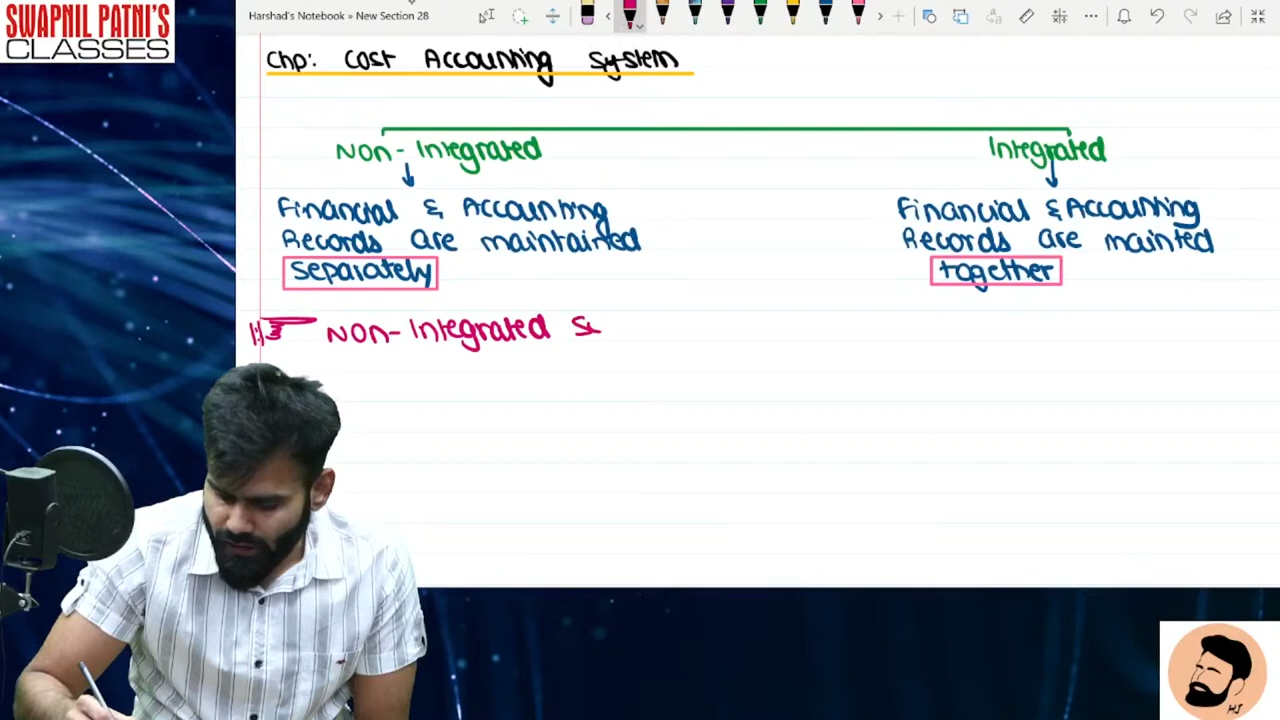 SWAPNIL PATNI'S
CLASSES
Harshad's Notebook » New Section 28
Chp: Cost Accounting System
Non-Integrated
Integrated
Financial & Accounting
Records are maintained
separately
Financial & Accounting
Records are mainted
together
Non-Integrated
HJ